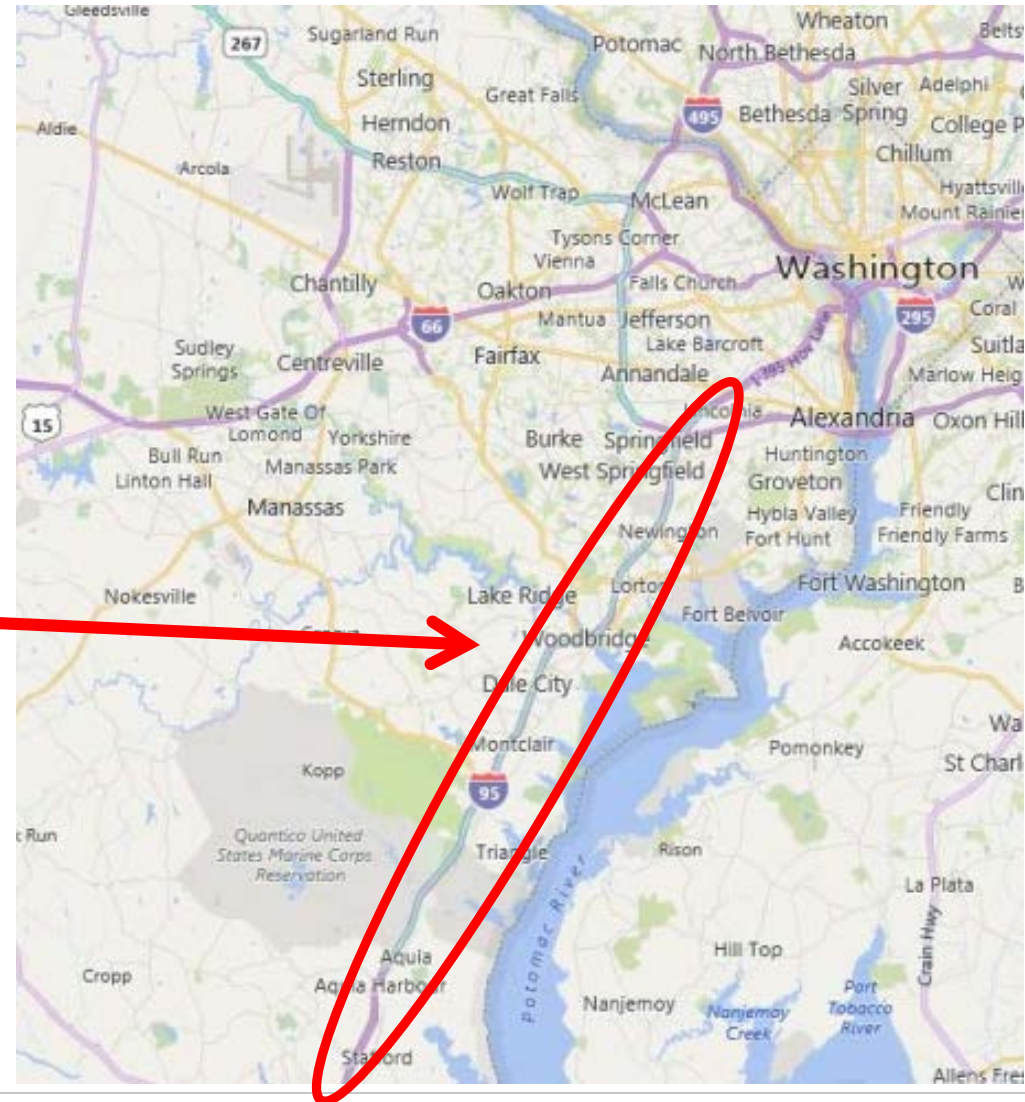 Gleedsville
267
Sugarland Run
Potomac
Wheaton
North Bethesda
Sterling
Great Falls
Silver Spring
Adelphi
495
Bethesda
Aldie
Herndon
College P
Arcola
Reston
Chillum
Wolf Trap
McLean
Hyattsville
Mount Rainier
Tysons Corner
Vienna
Washington
Chantilly
Oakton
Falls Church
66
Mantua
Jefferson
295
Coral
Sudley
Springs
Centreville
Fairfax
Lake Barcroft
I-395 Hov Lane
Suitla
Annandale
Marlow Heig
15
West Gate Of
Lomond
Yorkshire
Burke
Springfield
Alexandria
Oxon Hill
Bull Run
Linton Hall
Manassas Park
West Springfield
Huntington
Groveton
Manassas
Newington
Hybla Valley
Fort Hunt
Friendly
Clin
Friendly Farms
Nokesville
Lake Ridge
Lorton
Fort Belvoir
Fort Washington
Woodbridge
Accokeek
Dale City
Montclair
Pomonkey
Wa
St Charl
Kopp
95
Quantico United
States Marine Corps
Reservation
Triangle
Rison
La Plata
Potomac River
Crain Hwy
Aquia
Hill Top
Cropp
Aquia Harbour
Nanjemoy
Nanjemoy
Creek
Port
Tobacco
River
Stafford
Allens Fres